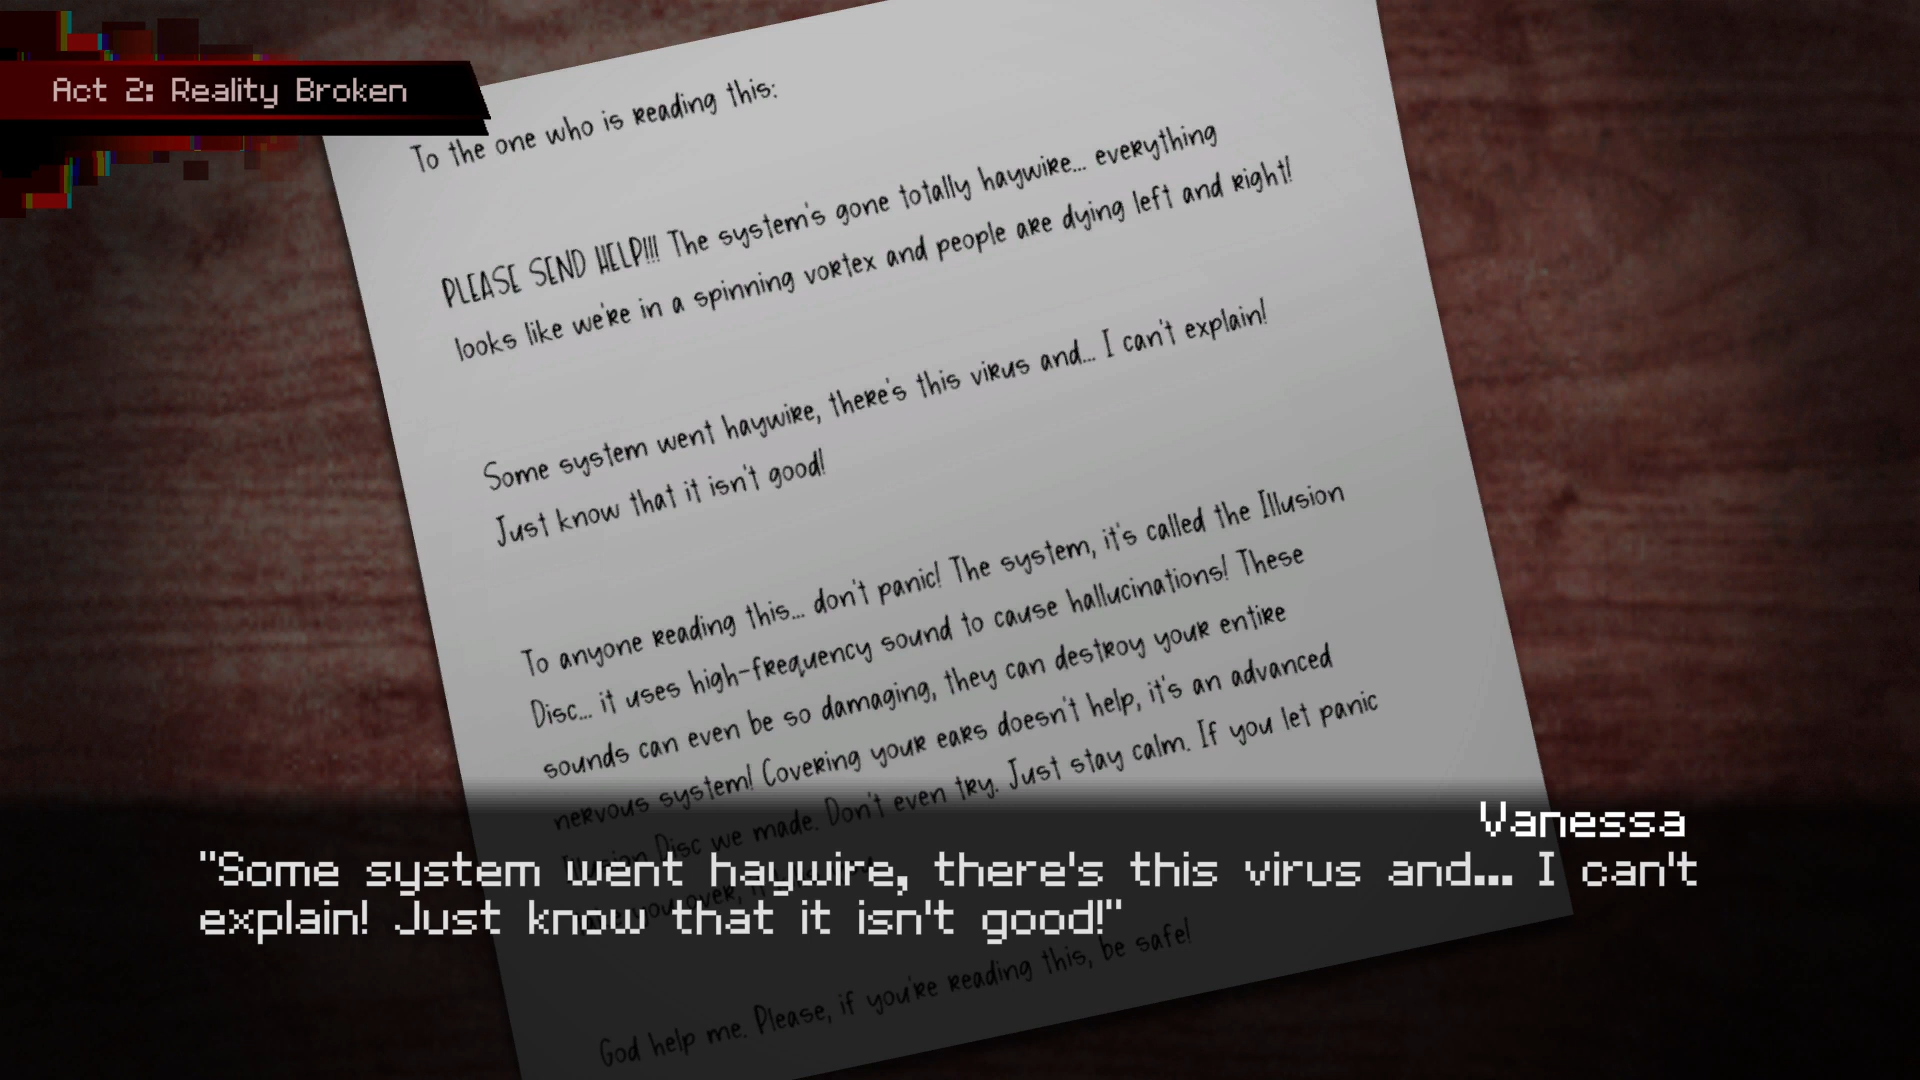 Act 2: Reality Broken
To the one who is reading this:
PLEASE SEND HELP!!! The system's gone totally haywire... everything
looks like we're in a spinning vortex and people are dying left and right!
Some system went haywire, there's this virus and... I can't explain!
Just know that it isn't good!
To anyone reading this... don't panic! The system, it's called the Illusion
Disc... it uses high-frequency sound to cause hallucinations! These
sounds can even be so damaging, they can destroy your entire
nervous system! Covering your ears doesn't help, it's an advanced
Illusion Disc we made. Don't even try. Just stay calm. If you let panic
you over,
God help me. Please, if you're reading this, be safe!
Vanessa
"Some system went haywire, there's this virus and... I can't
explain! Just know that it isn't good!"